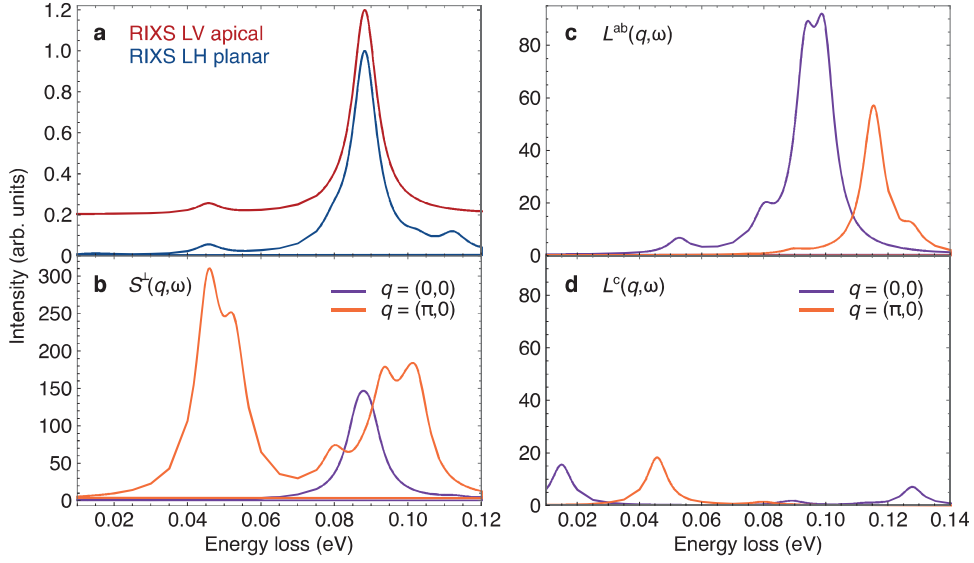 a RIXS LV apical
RIXS LH planar
1.2
1.0
0.8
0.6
0.4
0.2
0
b S⊥(q,ω)
q = (0,0)
q = (π,0)
300
250
200
150
100
50
0
0.02 0.04 0.06 0.08 0.10 0.12
Energy loss (eV)
Intensity (arb. units)
c Lab(q,ω)
80
60
40
20
0
d Lc(q,ω)
q = (0,0)
q = (π,0)
80
60
40
20
0
0.02 0.04 0.06 0.08 0.10 0.12 0.14
Energy loss (eV)